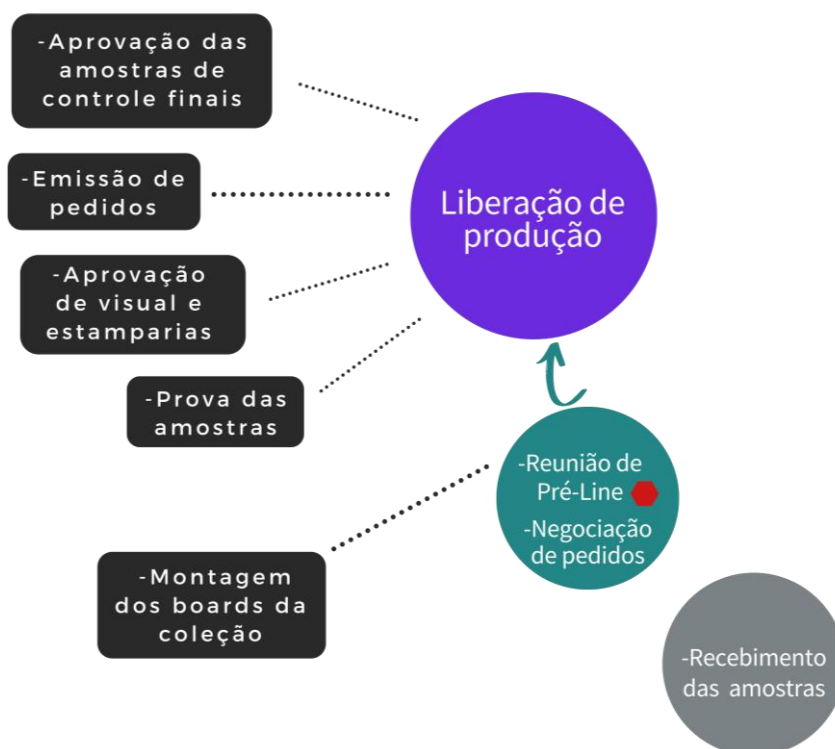 -Aprovação das
amostras de
controle finais
-Emissão de
pedidos
-Aprovação
de visual e
estamparias
-Prova das
amostras
Liberação de
produção
-Reunião de
Pré-Line
-Negociação
de pedidos
-Montagem
dos boards da
coleção
-Recebimento
das amostras